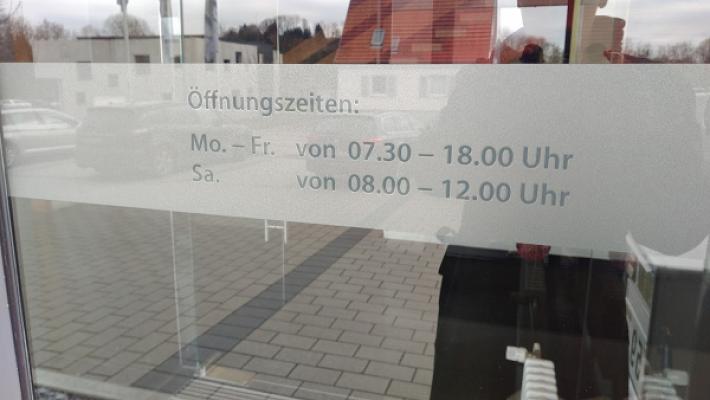 Öffnungszeiten:
Mo. – Fr. von 07.30 – 18.00 Uhr
Sa. von 08.00 – 12.00 Uhr